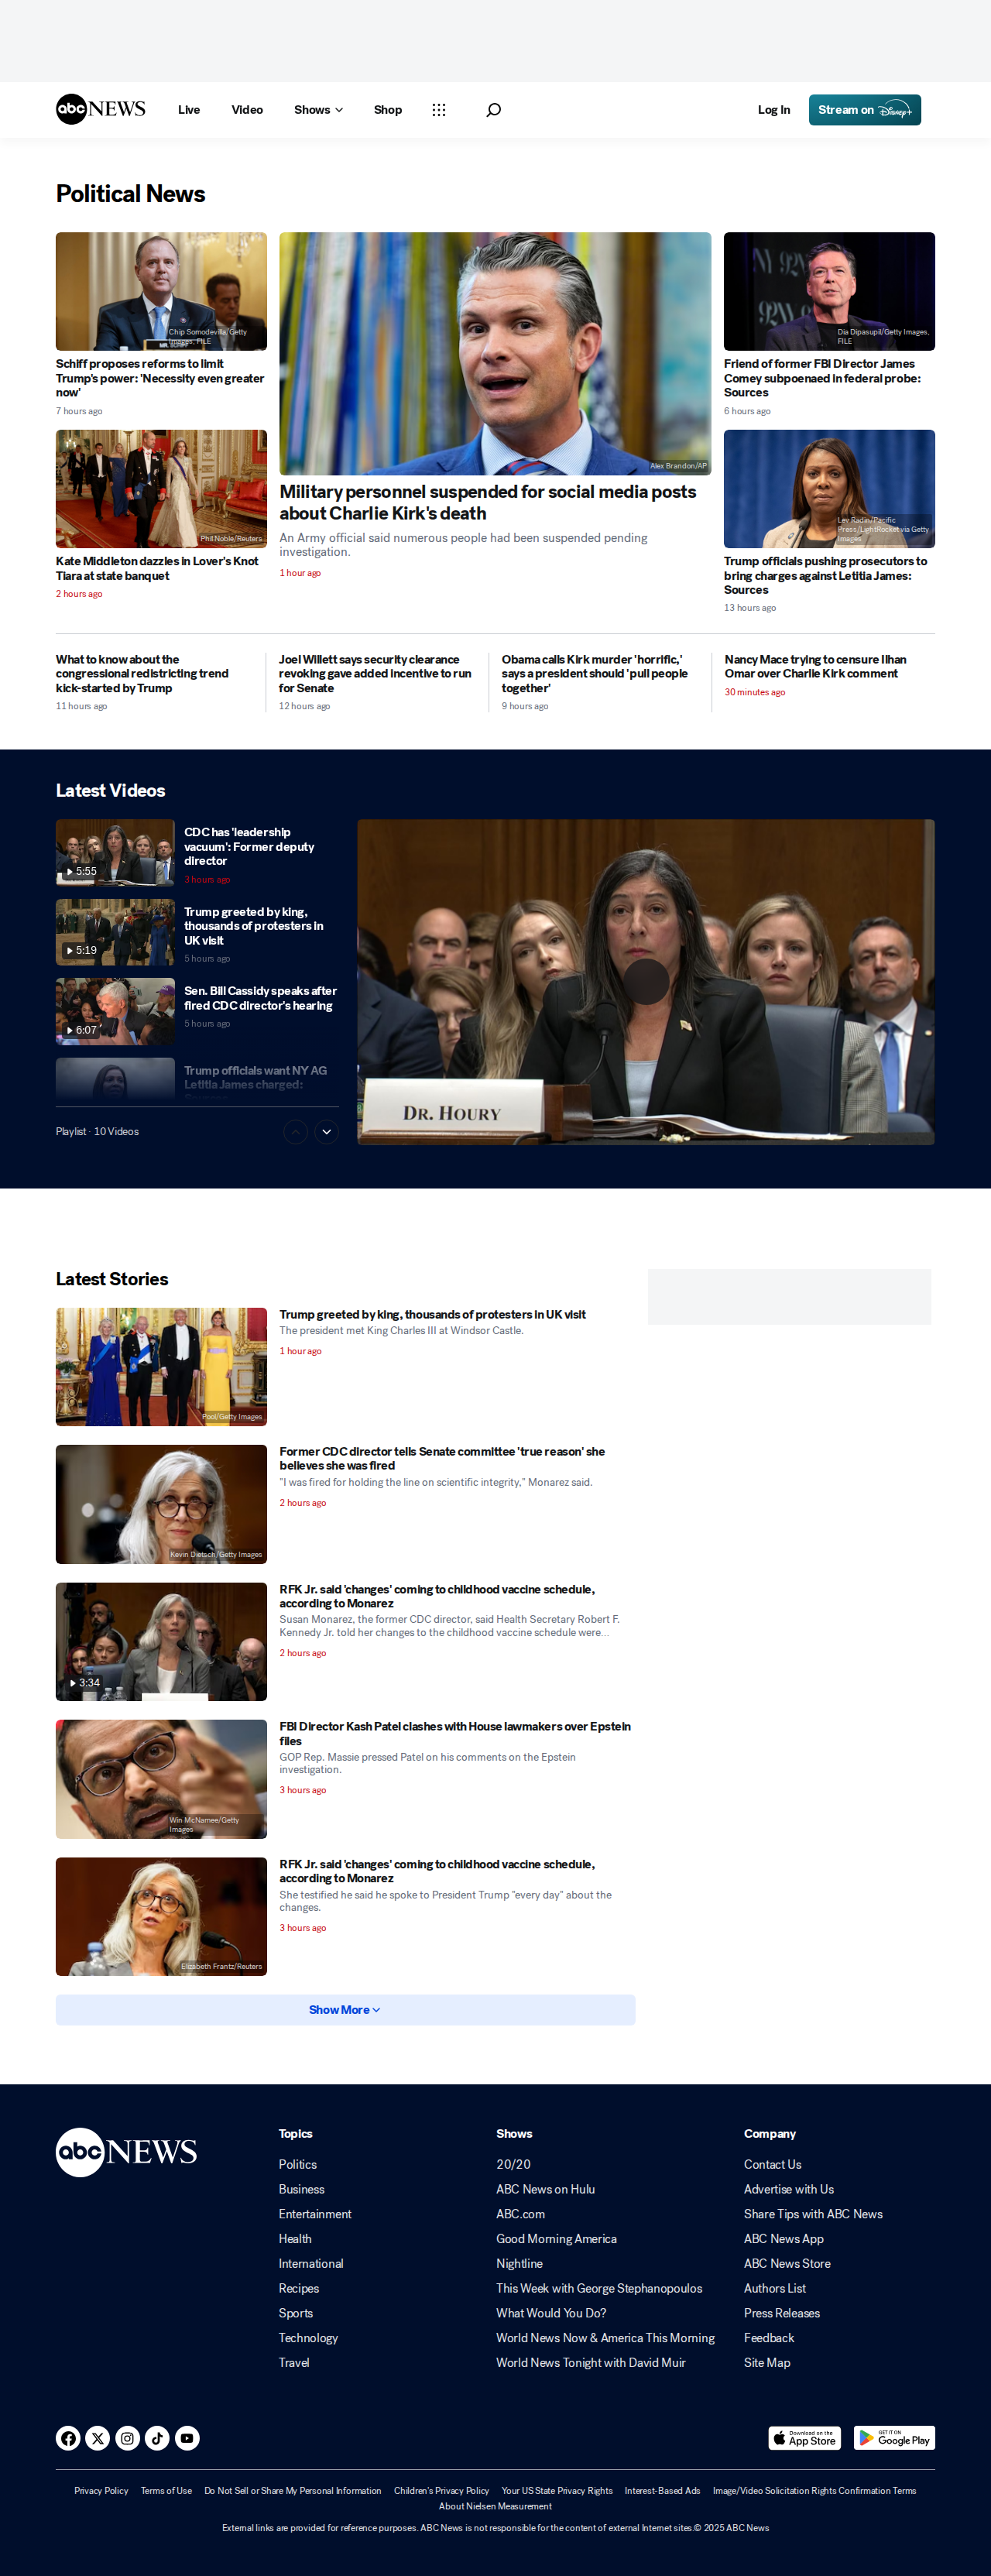 abc NEWS
Live
Video
Shows
Shop
Log In
Stream on Disney+
Political News
Chip Somodevilla/Getty
Images, FILE
Schiff proposes reforms to limit
Trump's power: 'Necessity even greater
now'
7 hours ago
Phil Noble/Reuters
Kate Middleton dazzles in Lover's Knot
Tiara at state banquet
2 hours ago
Alex Brandon/AP
Military personnel suspended for social media posts
about Charlie Kirk's death
An Army official said numerous people had been suspended pending
investigation.
1 hour ago
Dia Dipasupil/Getty Images,
FILE
Friend of former FBI Director James
Comey subpoenaed in federal probe:
Sources
6 hours ago
Lev Radin/Pacific
Press/LightRocket via Getty
Images
Trump officials pushing prosecutors to
bring charges against Letitia James:
Sources
13 hours ago
What to know about the
congressional redistricting trend
kick-started by Trump
11 hours ago
Joel Willett says security clearance
revoking gave added incentive to run
for Senate
12 hours ago
Obama calls Kirk murder 'horrific,'
says a president should 'pull people
together'
9 hours ago
Nancy Mace trying to censure Ilhan
Omar over Charlie Kirk comment
30 minutes ago
Latest Videos
5:55
CDC has 'leadership
vacuum': Former deputy
director
3 hours ago
5:19
Trump greeted by king,
thousands of protesters in
UK visit
5 hours ago
6:07
Sen. Bill Cassidy speaks after
fired CDC director's hearing
5 hours ago
Trump officials want NY AG
Letitia James charged:
Playlist · 10 Videos
DR. HOURY
Latest Stories
Pool/Getty Images
Trump greeted by king, thousands of protesters in UK visit
The president met King Charles III at Windsor Castle.
1 hour ago
Kevin Dietsch/Getty Images
Former CDC director tells Senate committee 'true reason' she
believes she was fired
"I was fired for holding the line on scientific integrity," Monarez said.
2 hours ago
3:34
RFK Jr. said 'changes' coming to childhood vaccine schedule,
according to Monarez
Susan Monarez, the former CDC director, said Health Secretary Robert F.
Kennedy Jr. told her changes to the childhood vaccine schedule were...
2 hours ago
Win McNamee/Getty
Images
FBI Director Kash Patel clashes with House lawmakers over Epstein
files
GOP Rep. Massie pressed Patel on his comments on the Epstein
investigation.
3 hours ago
Elizabeth Frantz/Reuters
RFK Jr. said 'changes' coming to childhood vaccine schedule,
according to Monarez
She testified he said he spoke to President Trump "every day" about the
changes.
3 hours ago
Show More
abc NEWS
Topics
Politics
Business
Entertainment
Health
International
Recipes
Sports
Technology
Travel
Shows
20/20
ABC News on Hulu
ABC.com
Good Morning America
Nightline
This Week with George Stephanopoulos
What Would You Do?
World News Now & America This Morning
World News Tonight with David Muir
Company
Contact Us
Advertise with Us
Share Tips with ABC News
ABC News App
ABC News Store
Authors List
Press Releases
Feedback
Site Map
Download on the
App Store
GET IT ON
Google Play
Privacy Policy
Terms of Use
Do Not Sell or Share My Personal Information
Children's Privacy Policy
Your US State Privacy Rights
Interest-Based Ads
Image/Video Solicitation Rights Confirmation Terms
About Nielsen Measurement
External links are provided for reference purposes. ABC News is not responsible for the content of external Internet sites.© 2025 ABC News